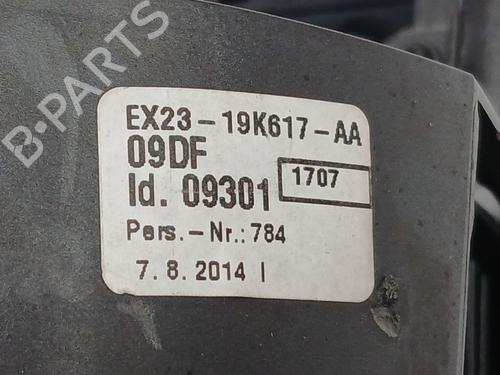 B-PARTS
EX23-19K617-AA
09DF
Id. 09301 1707
Pers.-Nr.: 784
7. 8. 2014 I